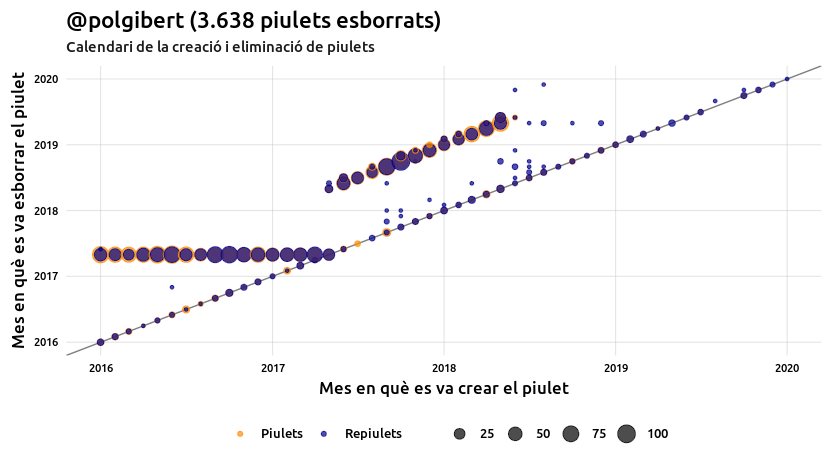 @polgibert (3.638 piulets esborrats)
Calendari de la creació i eliminació de piulets
Mes en què es va esborrar el piulet
2020
2019
2018
2017
2016
2016 2017 2018 2019 2020
Mes en què es va crear el piulet
Piulets Repiulets 25 50 75 100